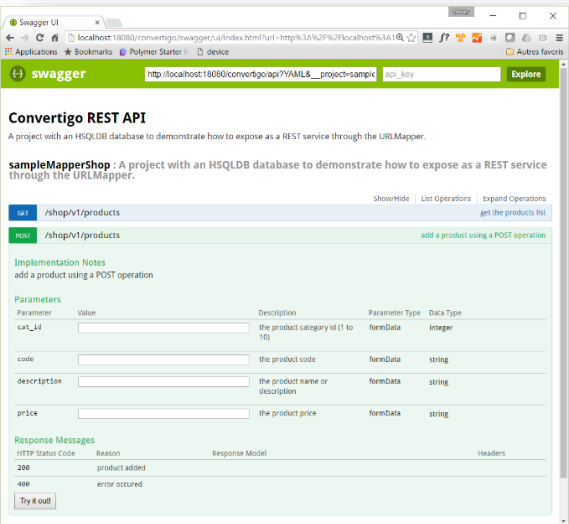 Swagger UI
localhost:18080/convertigo/swagger/ui/index.html?url=http%3A%2F%2Flocalhost%3A1
Applications Bookmarks Polymer Starter device Autres favoris
swagger http://localhost:18080/convertigo/api?YAML&__project=sample api_key Explore
Convertigo REST API
A project with an HSQLDB database to demonstrate how to expose as a REST service through the URLMapper.
sampleMapperShop : A project with an HSQLDB database to demonstrate how to expose as a REST service
through the URLMapper.
Show/Hide List Operations Expand Operations
GET /shop/v1/products get the products list
POST /shop/v1/products add a product using a POST operation
Implementation Notes
add a product using a POST operation
Parameters
Parameter Value Description Parameter Type Data Type
cat_id the product category id (1 to
10) formData integer
code the product code formData string
description the product name or
description formData string
price the product price formData string
Response Messages
HTTP Status Code Reason Response Model Headers
200 product added
400 error occured
Try it out!